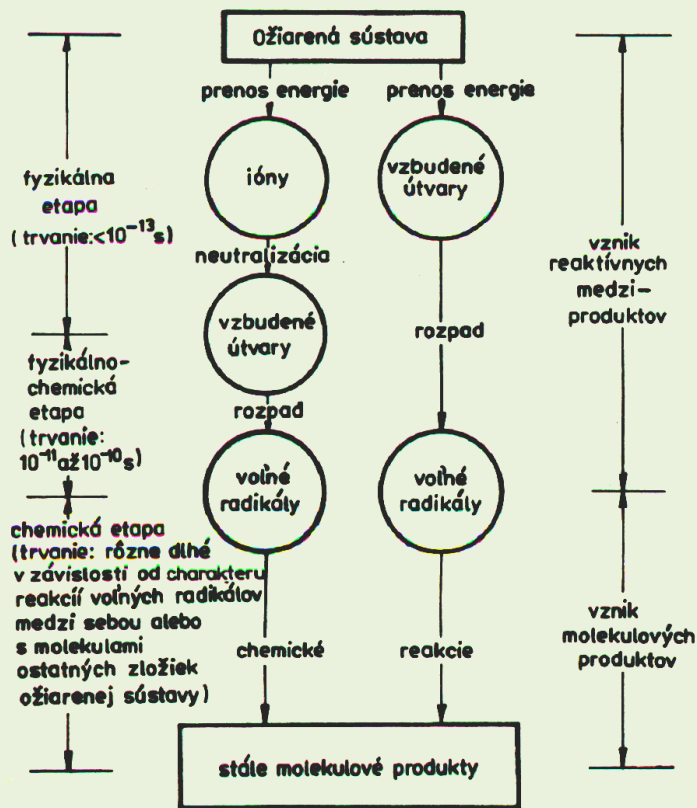 Ožiarená sústava
prenos energie
prenos energie
ióny
vzbudené
útvary
fyzikálna
etapa
(trvanie:<10⁻¹³s)
neutralizácia
vznik
reaktívnych
medzi-
produktov
vzbudené
útvary
rozpad
fyzikálno-
chemická
etapa
(trvanie:
10⁻¹¹až10⁻¹⁰s)
rozpad
voľné
radikály
voľné
radikály
chemická etapa
(trvanie: rôzne dlhé
v závislosti od charakteru
reakcií voľných radikálov
medzi sebou alebo
s molekulami
ostatných zložiek
ožiarenej sústavy)
chemické
reakcie
vznik
molekulových
produktov
stále molekulové produkty